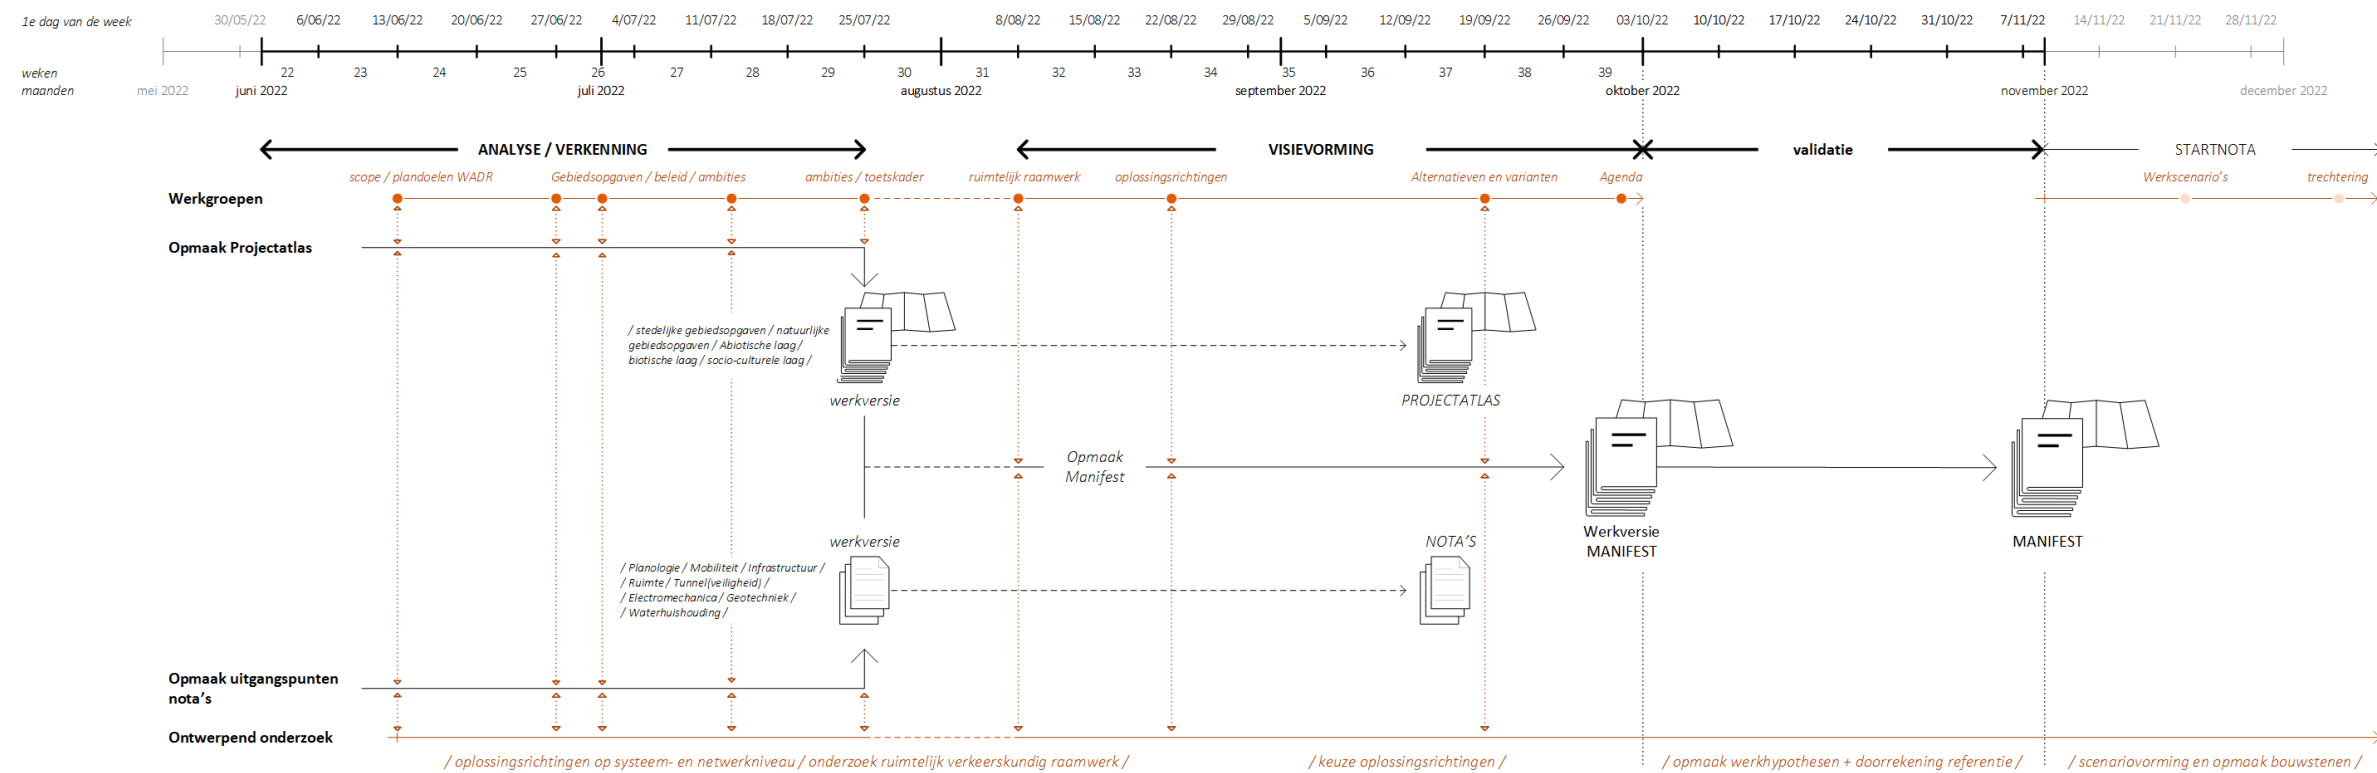 1e dag van de week
30/05/22 6/06/22 13/06/22 20/06/22 27/06/22 4/07/22 11/07/22 18/07/22 25/07/22 8/08/22 15/08/22 22/08/22 29/08/22 5/09/22 12/09/22 19/09/22 26/09/22 03/10/22 10/10/22 17/10/22 24/10/22 31/10/22 7/11/22 14/11/22 21/11/22 28/11/22
weken 22 23 24 25 26 27 28 29 30 31 32 33 34 35 36 37 38 39
maanden mei 2022 juni 2022 juli 2022 augustus 2022 september 2022 oktober 2022 november 2022 december 2022
ANALYSE / VERKENNING VISIEVORMING validatie STARTNOTA
scope / plandoelen WADR Gebiedsopgaven / beleid / ambities ambities / toetskader ruimtelijk raamwerk oplossingsrichtingen Alternatieven en varianten Agenda Werkscenario's trechtering
Werkgroepen
Opmaak Projectatlas
/ stedelijke gebiedsopgaven / natuurlijke
gebiedsopgaven / Abiotische laag /
biotische laag / socio-culturele laag /
werkversie
PROJECTATLAS
Opmaak
Manifest
Werkversie
MANIFEST
MANIFEST
werkversie
NOTA'S
/ Planologie / Mobiliteit / Infrastructuur /
/ Ruimte / Tunnel(veiligheid) /
/ Electromechanica / Geotechniek /
/ Waterhuishouding /
Opmaak uitgangspunten
nota's
Ontwerpend onderzoek
/ oplossingsrichtingen op systeem- en netwerkniveau / onderzoek ruimtelijk verkeerskundig raamwerk / / keuze oplossingsrichtingen / / opmaak werkhypothesen + doorrekening referentie / / scenariovorming en opmaak bouwstenen /